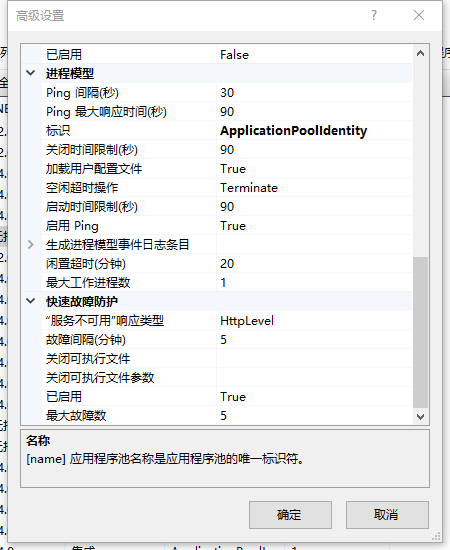 高级设置
已启用 False
进程模型
Ping 间隔(秒) 30
Ping 最大响应时间(秒) 90
标识 ApplicationPoolIdentity
关闭时间限制(秒) 90
加载用户配置文件 True
空闲超时操作 Terminate
启动时间限制(秒) 90
启用 Ping True
生成进程模型事件日志条目
闲置超时(分钟) 20
最大工作进程数 1
快速故障防护
“服务不可用”响应类型 HttpLevel
故障间隔(分钟) 5
关闭可执行文件
关闭可执行文件参数
已启用 True
最大故障数 5
名称
[name] 应用程序池名称是应用程序池的唯一标识符。
确定 取消